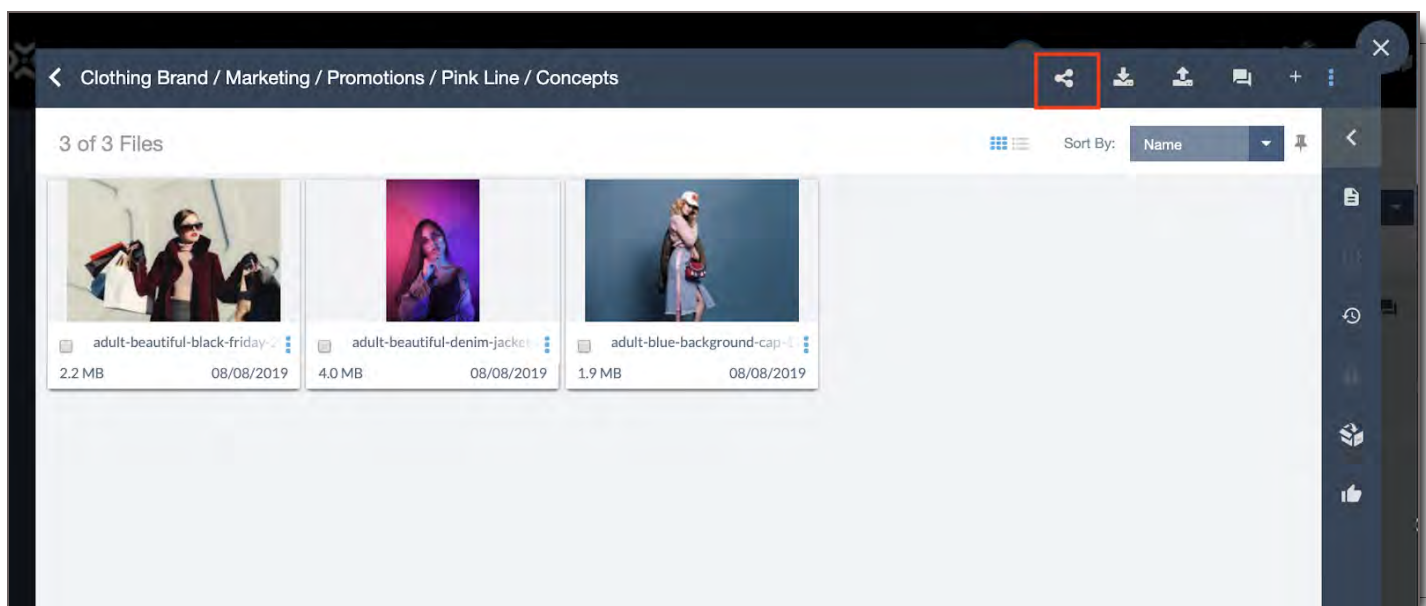 Clothing Brand / Marketing / Promotions / Pink Line / Concepts
3 of 3 Files
Sort By: Name
adult-beautiful-black-friday-
adult-beautiful-denim-jacke
adult-blue-background-cap-
2.2 MB 08/08/2019
4.0 MB 08/08/2019
1.9 MB 08/08/2019